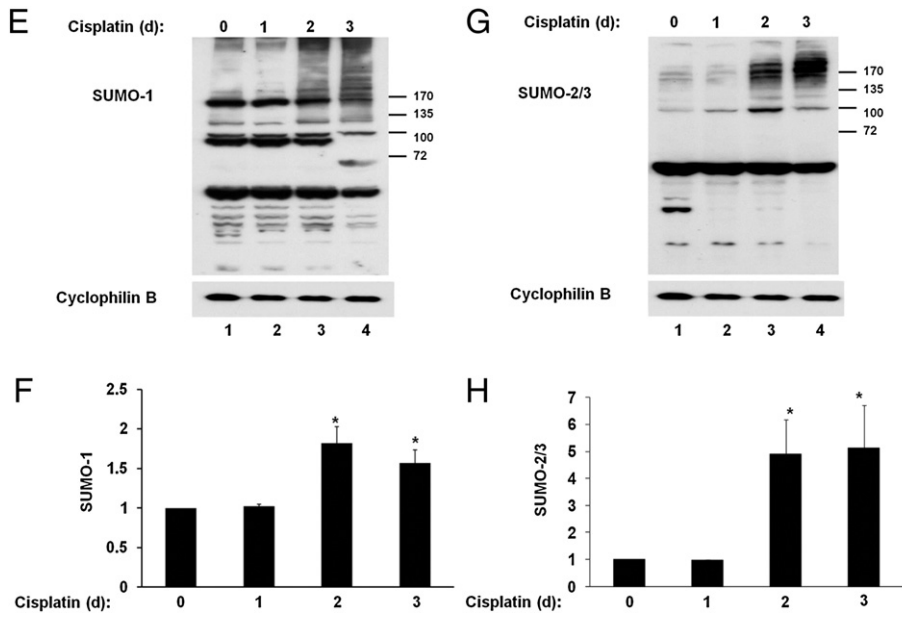 E
Cisplatin (d): 0 1 2 3
SUMO-1
170
135
100
72
Cyclophilin B
1 2 3 4
G
Cisplatin (d): 0 1 2 3
SUMO-2/3
170
135
100
72
Cyclophilin B
1 2 3 4
F
2.5
2
1.5
1
0.5
0
SUMO-1
* *
Cisplatin (d): 0 1 2 3
H
7
6
5
4
3
2
1
0
SUMO-2/3
* *
Cisplatin (d): 0 1 2 3